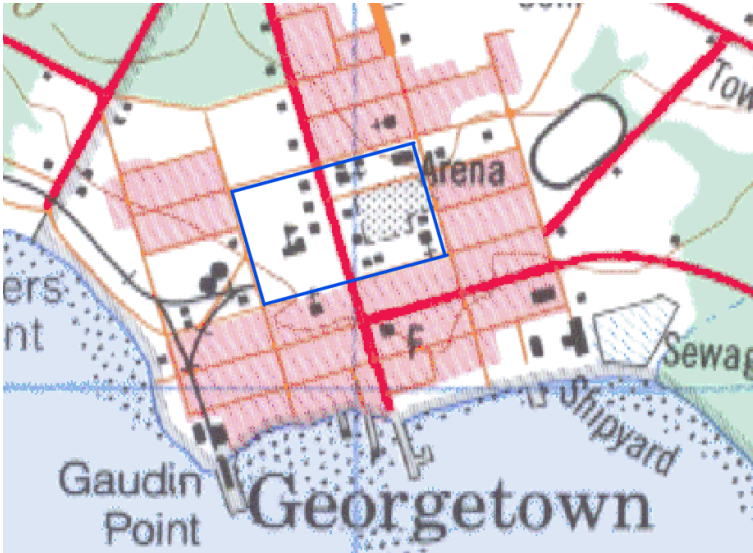 Tow
Arena
ers
nt
F
Sewag
Shipyard
Gaudin
Point
Georgetown